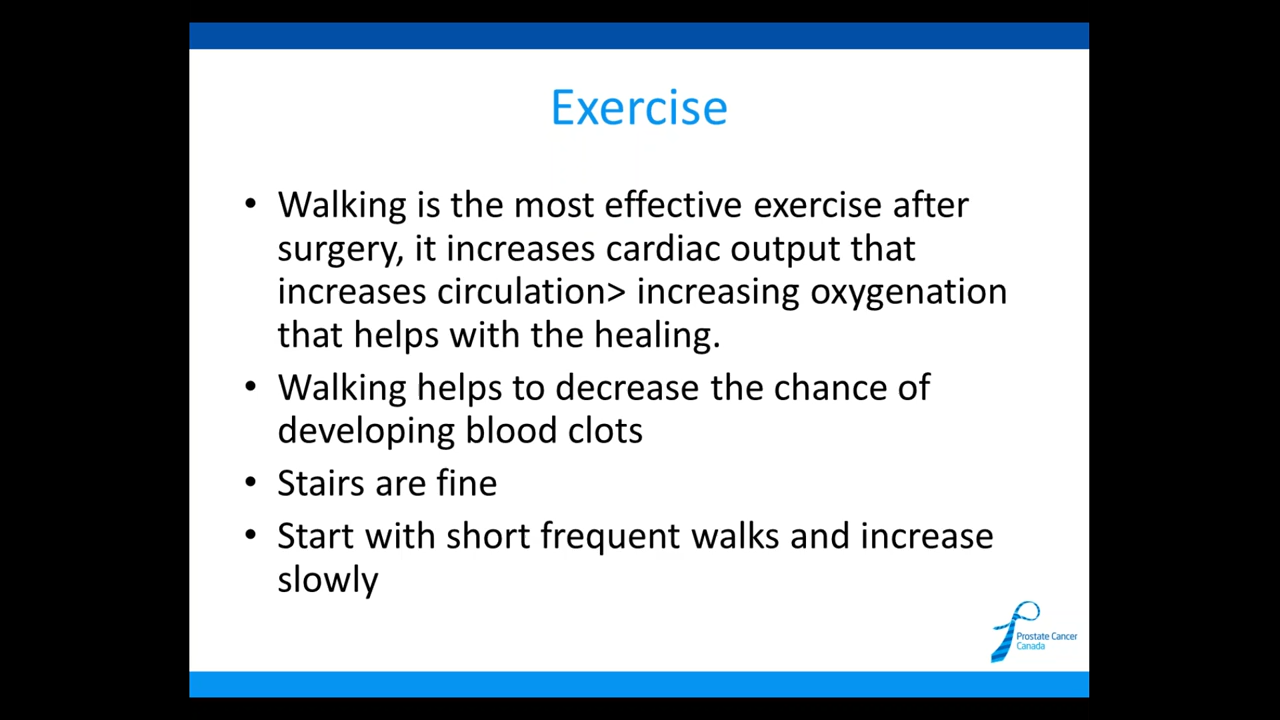 Exercise
• Walking is the most effective exercise after
surgery, it increases cardiac output that
increases circulation> increasing oxygenation
that helps with the healing.
• Walking helps to decrease the chance of
developing blood clots
• Stairs are fine
• Start with short frequent walks and increase
slowly
Prostate Cancer
Canada